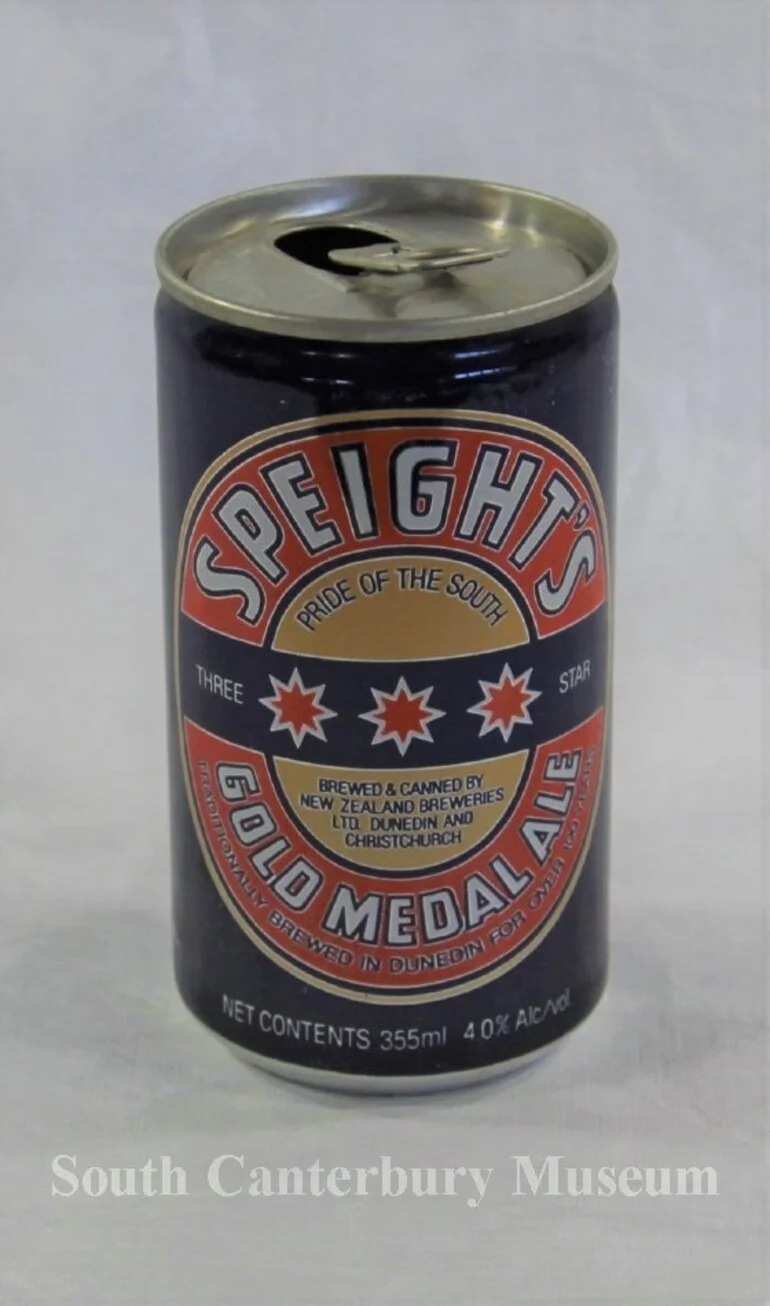 SPEIGHT'S
PRIDE OF THE SOUTH
THREE STAR
BREWED & CANNED BY
NEW ZEALAND BREWERIES
LTD. DUNEDIN AND
CHRISTCHURCH
GOLD MEDAL ALE
TRADITIONALLY BREWED IN DUNEDIN FOR OVER 100 YEARS
NET CONTENTS 355ml 4.0% Alc/vol
South Canterbury Museum